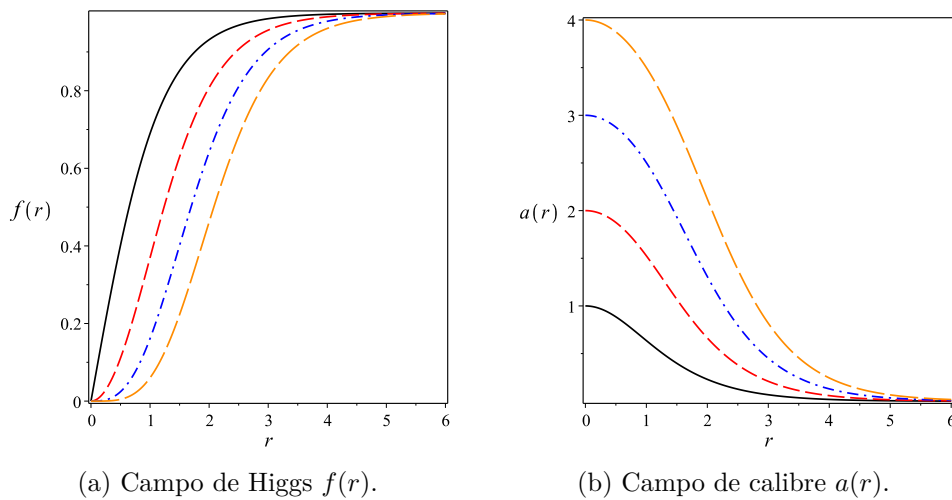 0.8
0.6
f(r)
0.4
0.2
0
0 1 2 3 4 5 6
r
4
3
a(r) 2
1
0 1 2 3 4 5 6
r
(a) Campo de Higgs f(r).
(b) Campo de calibre a(r).